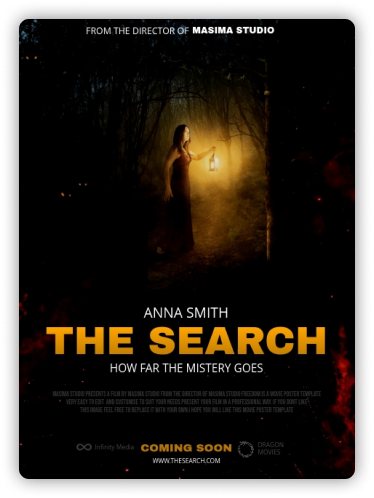 FROM THE DIRECTOR OF MASIMA STUDIO
ANNA SMITH
THE SEARCH
HOW FAR THE MISTERY GOES
MASIMA STUDIO PRESENTS A FILM BY MASIMA STUDIO FROM THE DIRECTOR OF MASIMA STUDIO FREEDOM IS A MOVIE POSTER TEMPLATE
VERY EASY TO EDIT AND CUSTOMISE TO SUIT YOUR NEEDS PRESENT YOUR FILM IN A PROFESSIONAL WAY. IF YOU DON'T LIKE
THIS IMAGE FEEL FREE TO REPLACE IT WITH YOUR OWN.I HOPE YOU WILL LIKE THIS MOVIE POSTER TEMPLATE
Infinity Media
COMING SOON
DRAGON
MOVIES
WWW.THESEARCH.COM